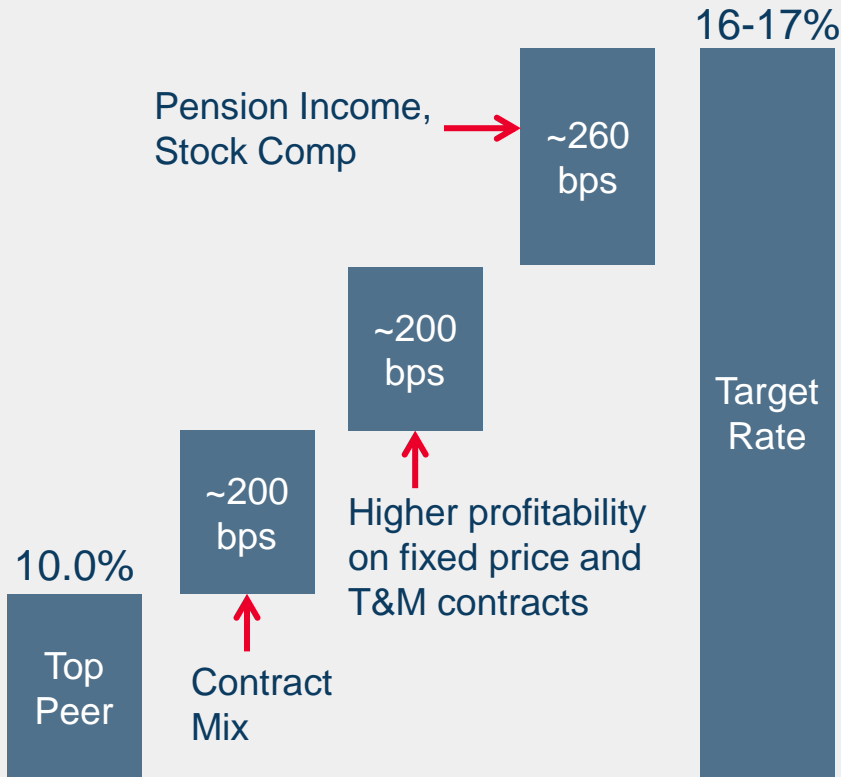 16-17%
Pension Income,
Stock Comp
~260
bps
~200
bps
Target
Rate
~200
bps
Higher profitability
on fixed price and
T&M contracts
10.0%
Top
Peer
Contract
Mix